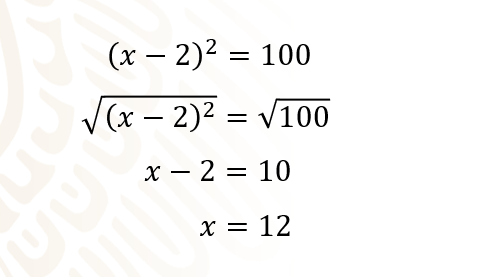 (x − 2)² = 100
√(x − 2)² = √100
x − 2 = 10
x = 12